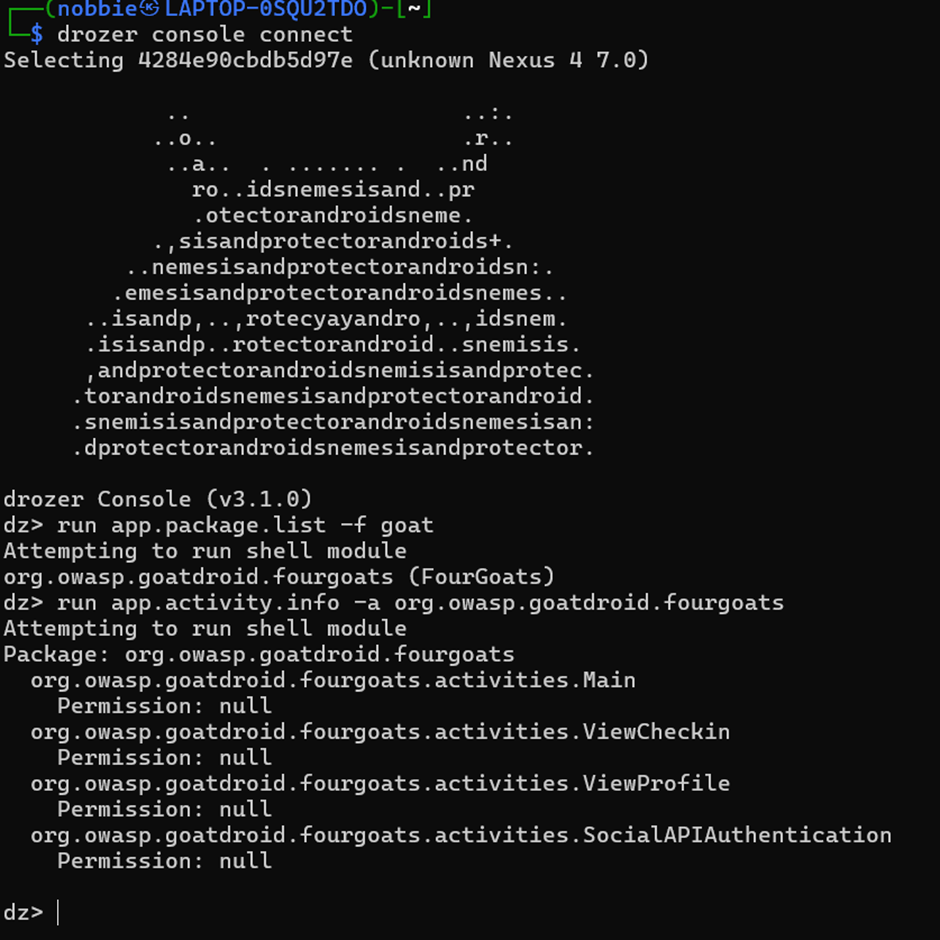 ┌──(nobbie㉿LAPTOP-0SQU2TDO)-[~]
└─$ drozer console connect
Selecting 4284e90cbdb5d97e (unknown Nexus 4 7.0)
            ..                    ..:.
           ..o..                  .r..
            ..a..  . ....... .  ..nd
              ro..idsnemesisand..pr
              .otectorandroidsneme.
           .,sisandprotectorandroids+.
         ..nemesisandprotectorandroidsn:.
        .emesisandprotectorandroidsnemes..
      ..isandp,..,rotecyayandro,..,idsnem.
      .isisandp..rotectorandroid..snemisis.
      ,andprotectorandroidsnemisisandprotec.
     .torandroidsnemesisandprotectorandroid.
     .snemisisandprotectorandroidsnemesisan:
     .dprotectorandroidsnemesisandprotector.
drozer Console (v3.1.0)
dz> run app.package.list -f goat
Attempting to run shell module
org.owasp.goatdroid.fourgoats (FourGoats)
dz> run app.activity.info -a org.owasp.goatdroid.fourgoats
Attempting to run shell module
Package: org.owasp.goatdroid.fourgoats
  org.owasp.goatdroid.fourgoats.activities.Main
    Permission: null
  org.owasp.goatdroid.fourgoats.activities.ViewCheckin
    Permission: null
  org.owasp.goatdroid.fourgoats.activities.ViewProfile
    Permission: null
  org.owasp.goatdroid.fourgoats.activities.SocialAPIAuthentication
    Permission: null
dz>